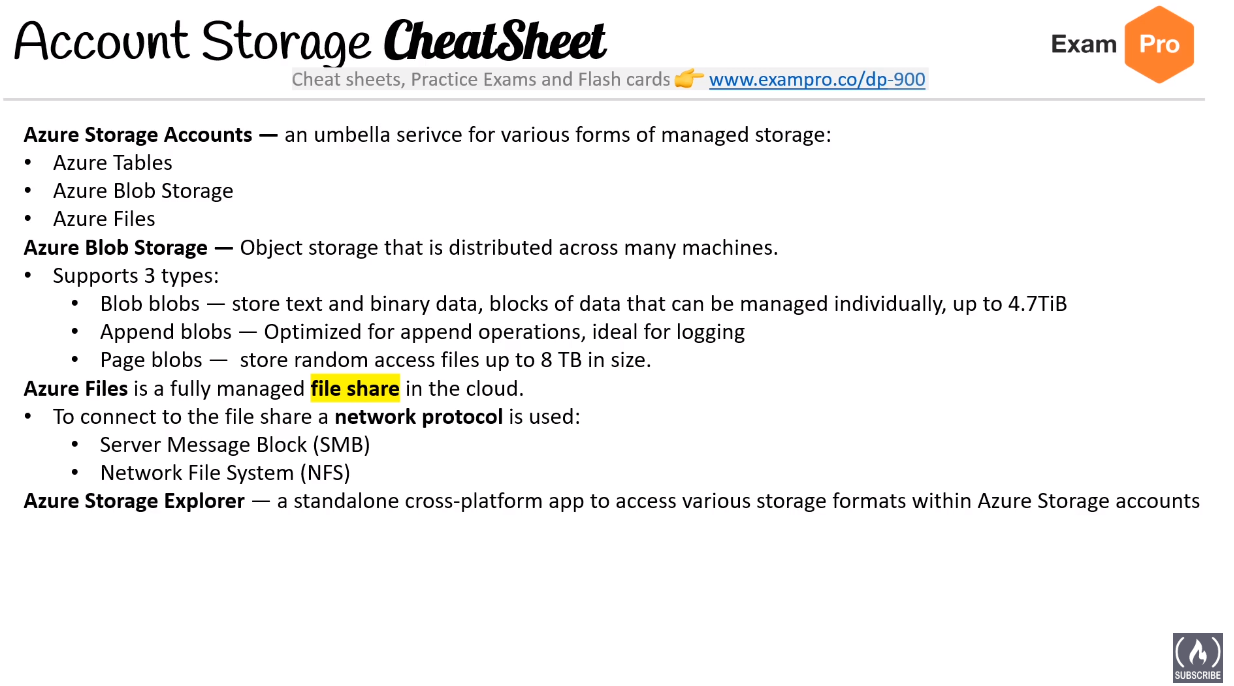 Account Storage CheatSheet
Exam Pro
Cheat sheets, Practice Exams and Flash cards 👉 www.exampro.co/dp-900
Azure Storage Accounts — an umbella serivce for various forms of managed storage:
• Azure Tables
• Azure Blob Storage
• Azure Files
Azure Blob Storage — Object storage that is distributed across many machines.
• Supports 3 types:
• Blob blobs — store text and binary data, blocks of data that can be managed individually, up to 4.7TiB
• Append blobs — Optimized for append operations, ideal for logging
• Page blobs — store random access files up to 8 TB in size.
Azure Files is a fully managed file share in the cloud.
• To connect to the file share a network protocol is used:
• Server Message Block (SMB)
• Network File System (NFS)
Azure Storage Explorer — a standalone cross-platform app to access various storage formats within Azure Storage accounts
SUBSCRIBE